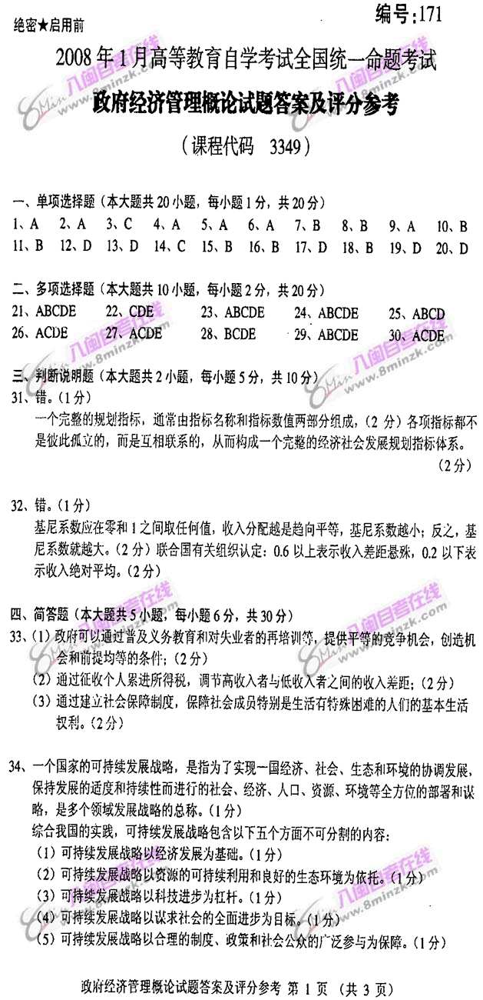 绝密★启用前
编号:171
2008年1月高等教育自学考试全国统一命题考试
政府经济管理概论试题答案及评分参考
（课程代码 3349）
一、单项选择题（本大题共20小题，每小题1分，共20分）
1、A 2、A 3、C 4、A 5、A 6、A 7、B 8、B 9、A 10、B
11、B 12、D 13、D 14、C 15、B 16、B 17、D 18、B 19、D 20、D
二、多项选择题（本大题共10小题，每小题2分，共20分）
21、ABCDE 22、CDE 23、ABCDE 24、ABCDE 25、ABCD
26、ACDE 27、ACDE 28、BCDE 29、ABCDE 30、ACDE
三、判断说明题（本大题共2小题，每小题5分，共10分）
31、错。（1分）
一个完整的规划指标，通常由指标名称和指标数值两部分组成，（2 分）各项指标都不
是彼此孤立的，而是互相联系的，从而构成一个完整的经济社会发展规划指标体系。
（2分）
32、错。（1分）
基尼系数应在零和1之间取任何值，收入分配越是趋向平等，基尼系数越小；反之，基
尼系数就越大。（2 分）联合国有关组织认定：0.6 以上表示收入差距悬殊，0.2 以下表
示收入绝对平均。（2分）
四、简答题（本大题共5小题，每小题6分，共30分）
33、（1）政府可以通过普及义务教育和对失业者的再培训等，提供平等的竞争机会，创造机
会和前提均等的条件；（2分）
（2）通过征收个人累进所得税，调节高收入者与低收入者之间的收入差距；（2分）
（3）通过建立社会保障制度，保障社会成员特别是生活有特殊困难的人们的基本生活
权利。（2分）
34、一个国家的可持续发展战略，是指为了实现一国经济、社会、生态和环境的协调发展，
保持发展的适度和持续性而进行的社会、经济、人口、资源、环境等全方位的部署和谋
略，是多个领域发展战略的总称。（1分）
综合我国的实践，可持续发展战略包含以下五个方面不可分割的内容：
（1）可持续发展战略以经济发展为基础。（1分）
（2）可持续发展战略以资源的可持续利用和良好的生态环境为依托。（1分）
（3）可持续发展战略以科技进步为杠杆。（1分）
（4）可持续发展战略以谋求社会的全面进步为目标。（1分）
（5）可持续发展战略以合理的制度、政策和社会公众的广泛参与为保障。（1分）
政府经济管理概论试题答案及评分参考 第 1 页 （共 3 页）
八闽自考在线
www.8minzk.com